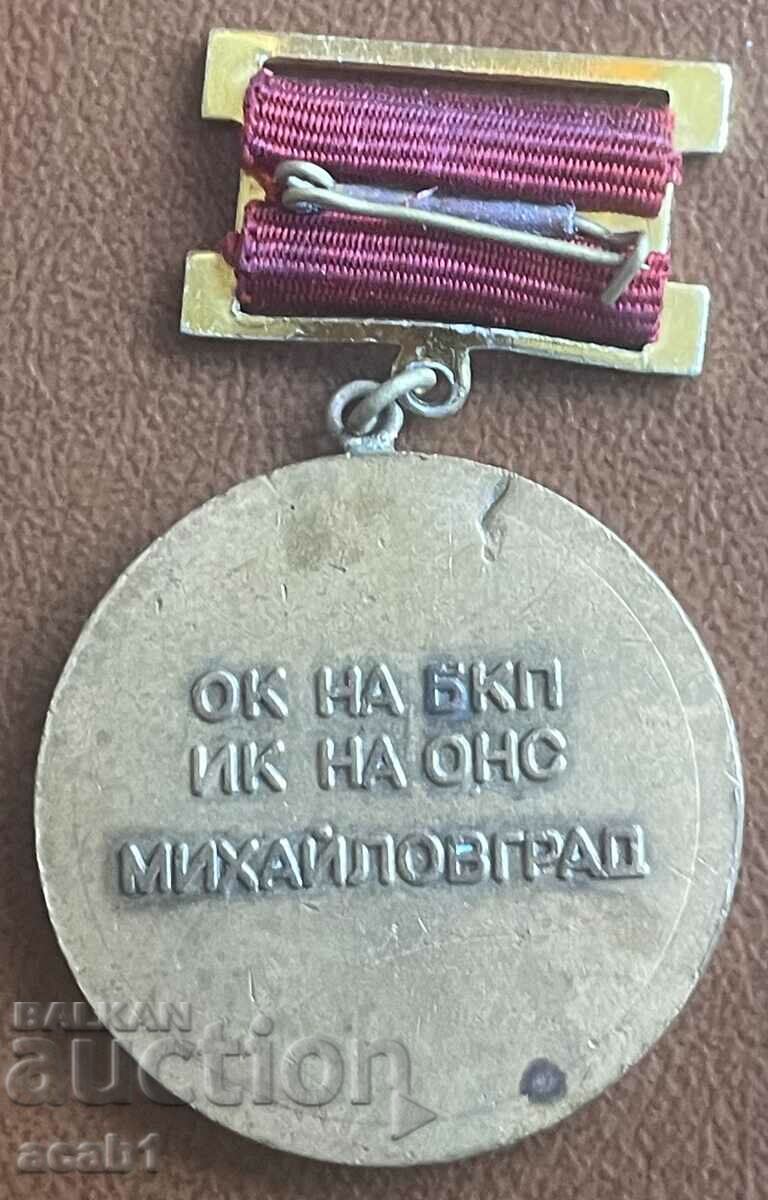 ОК НА БКП
ИК НА ОНС
МИХАЙЛОВГРАД
BALKAN
auction
acab1